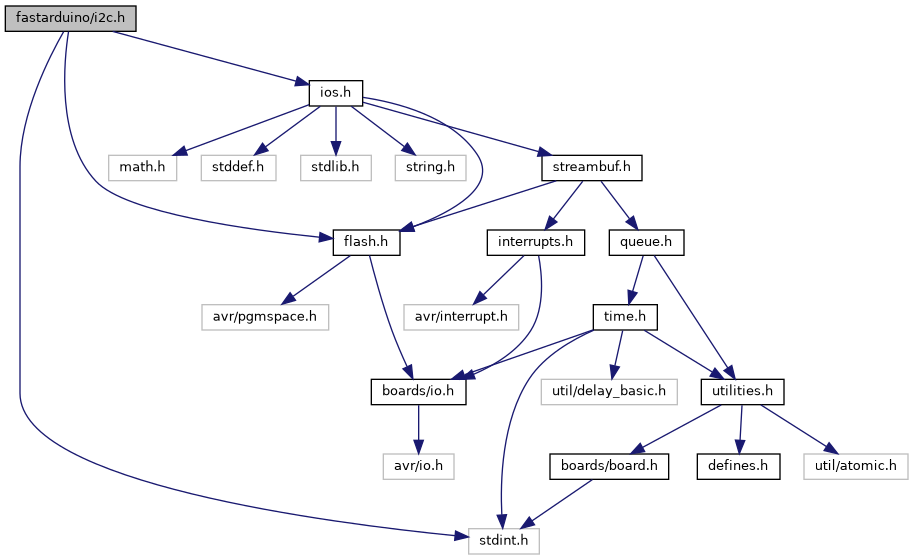 fastarduino/i2c.h
ios.h
math.h
stddef.h
stdlib.h
string.h
streambuf.h
flash.h
interrupts.h
queue.h
avr/pgmspace.h
avr/interrupt.h
time.h
boards/io.h
util/delay_basic.h
utilities.h
avr/io.h
boards/board.h
defines.h
util/atomic.h
stdint.h